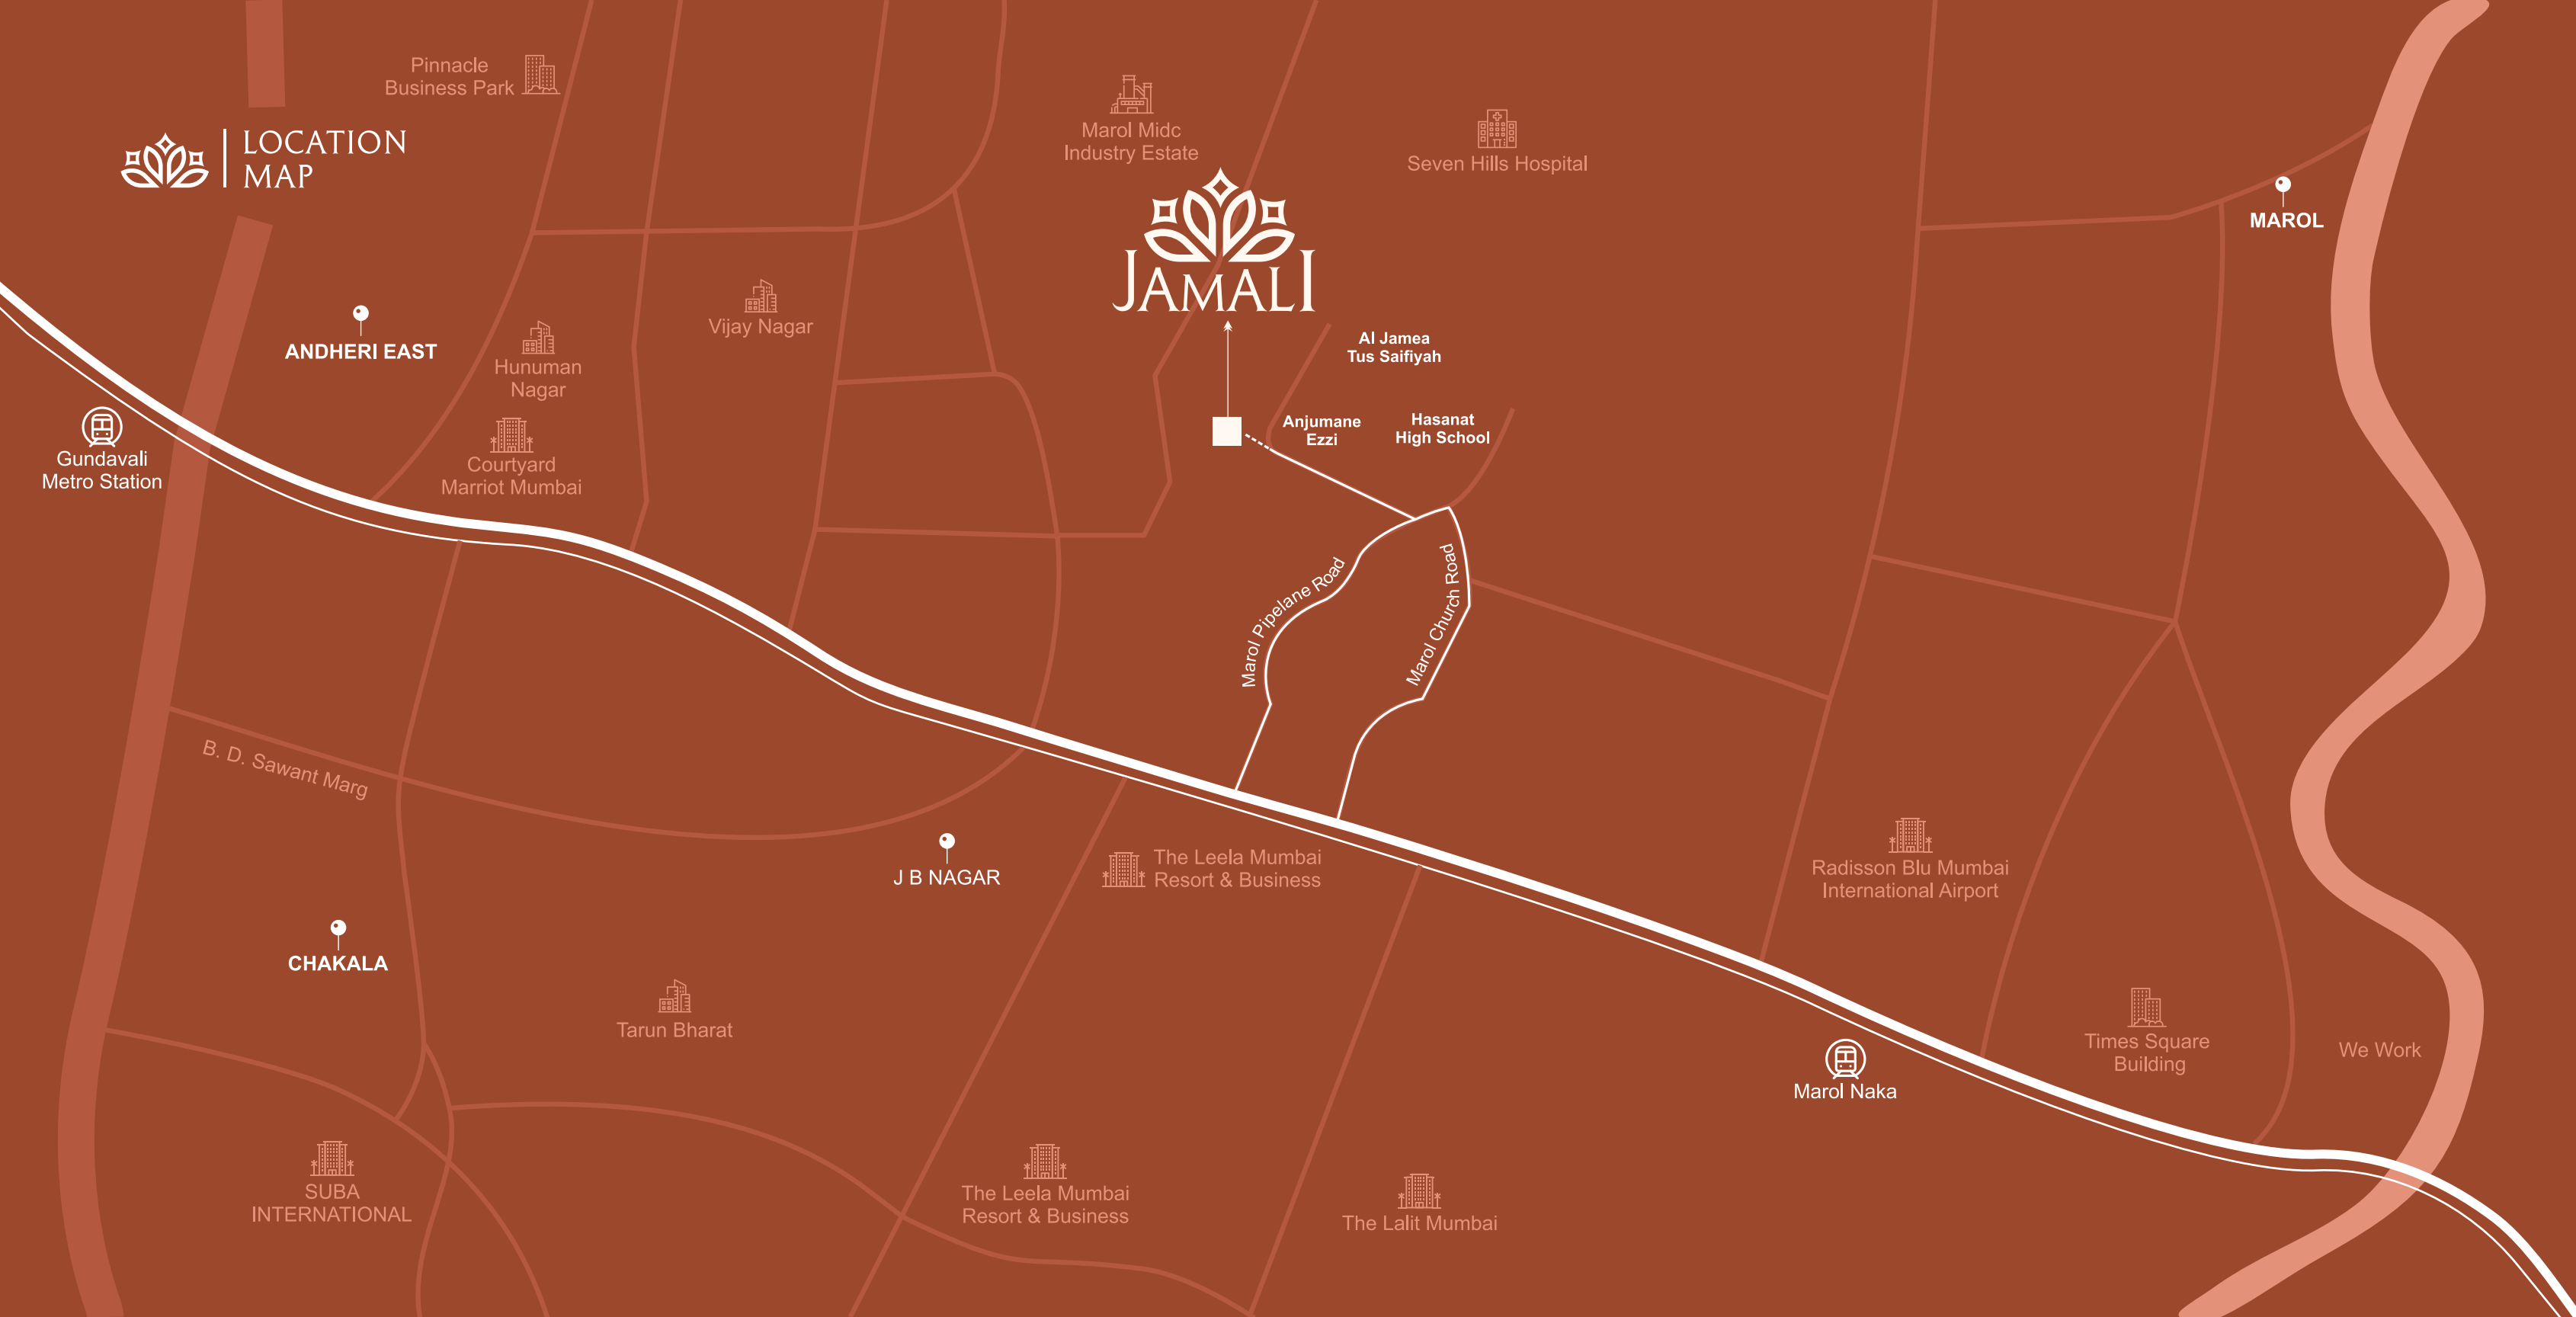 Pinnacle
Business Park
LOCATION
MAP
Marol Midc
Industry Estate
Seven Hills Hospital
MAROL
JAMALI
ANDHERI EAST
Hunuman
Nagar
Vijay Nagar
Al Jamea
Tus Saifiyah
Anjumane
Ezzi
Hasanat
High School
Gundavali
Metro Station
Courtyard
Marriot Mumbai
Marol Pipelane Road
Marol Church Road
B. D. Sawant Marg
J B NAGAR
The Leela Mumbai
Resort & Business
Radisson Blu Mumbai
International Airport
CHAKALA
Tarun Bharat
Marol Naka
Times Square
Building
We Work
SUBA
INTERNATIONAL
The Leela Mumbai
Resort & Business
The Lalit Mumbai